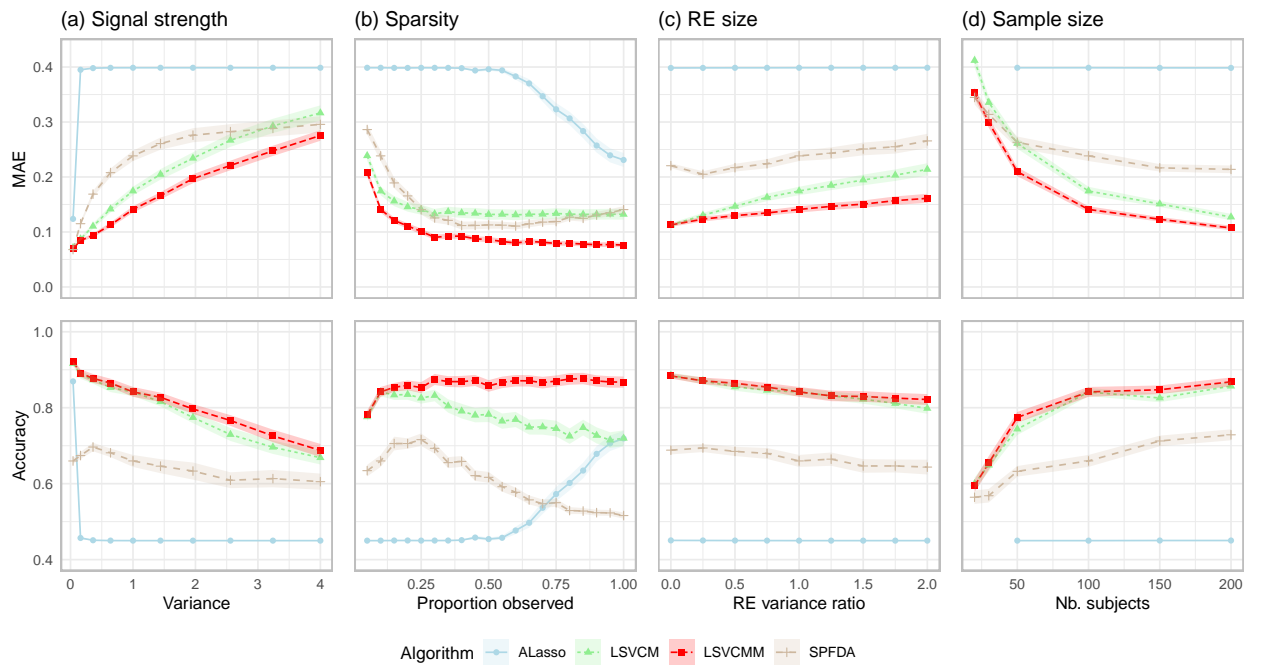 (a) Signal strength
(b) Sparsity
(c) RE size
(d) Sample size
MAE
0.4
0.3
0.2
0.1
0.0
Accuracy
1.0
0.8
0.6
0.4
0 1 2 3 4
0.25 0.50 0.75 1.00
0.0 0.5 1.0 1.5 2.0
50 100 150 200
Variance
Proportion observed
RE variance ratio
Nb. subjects
Algorithm ALasso LSVCM LSVCMM SPFDA